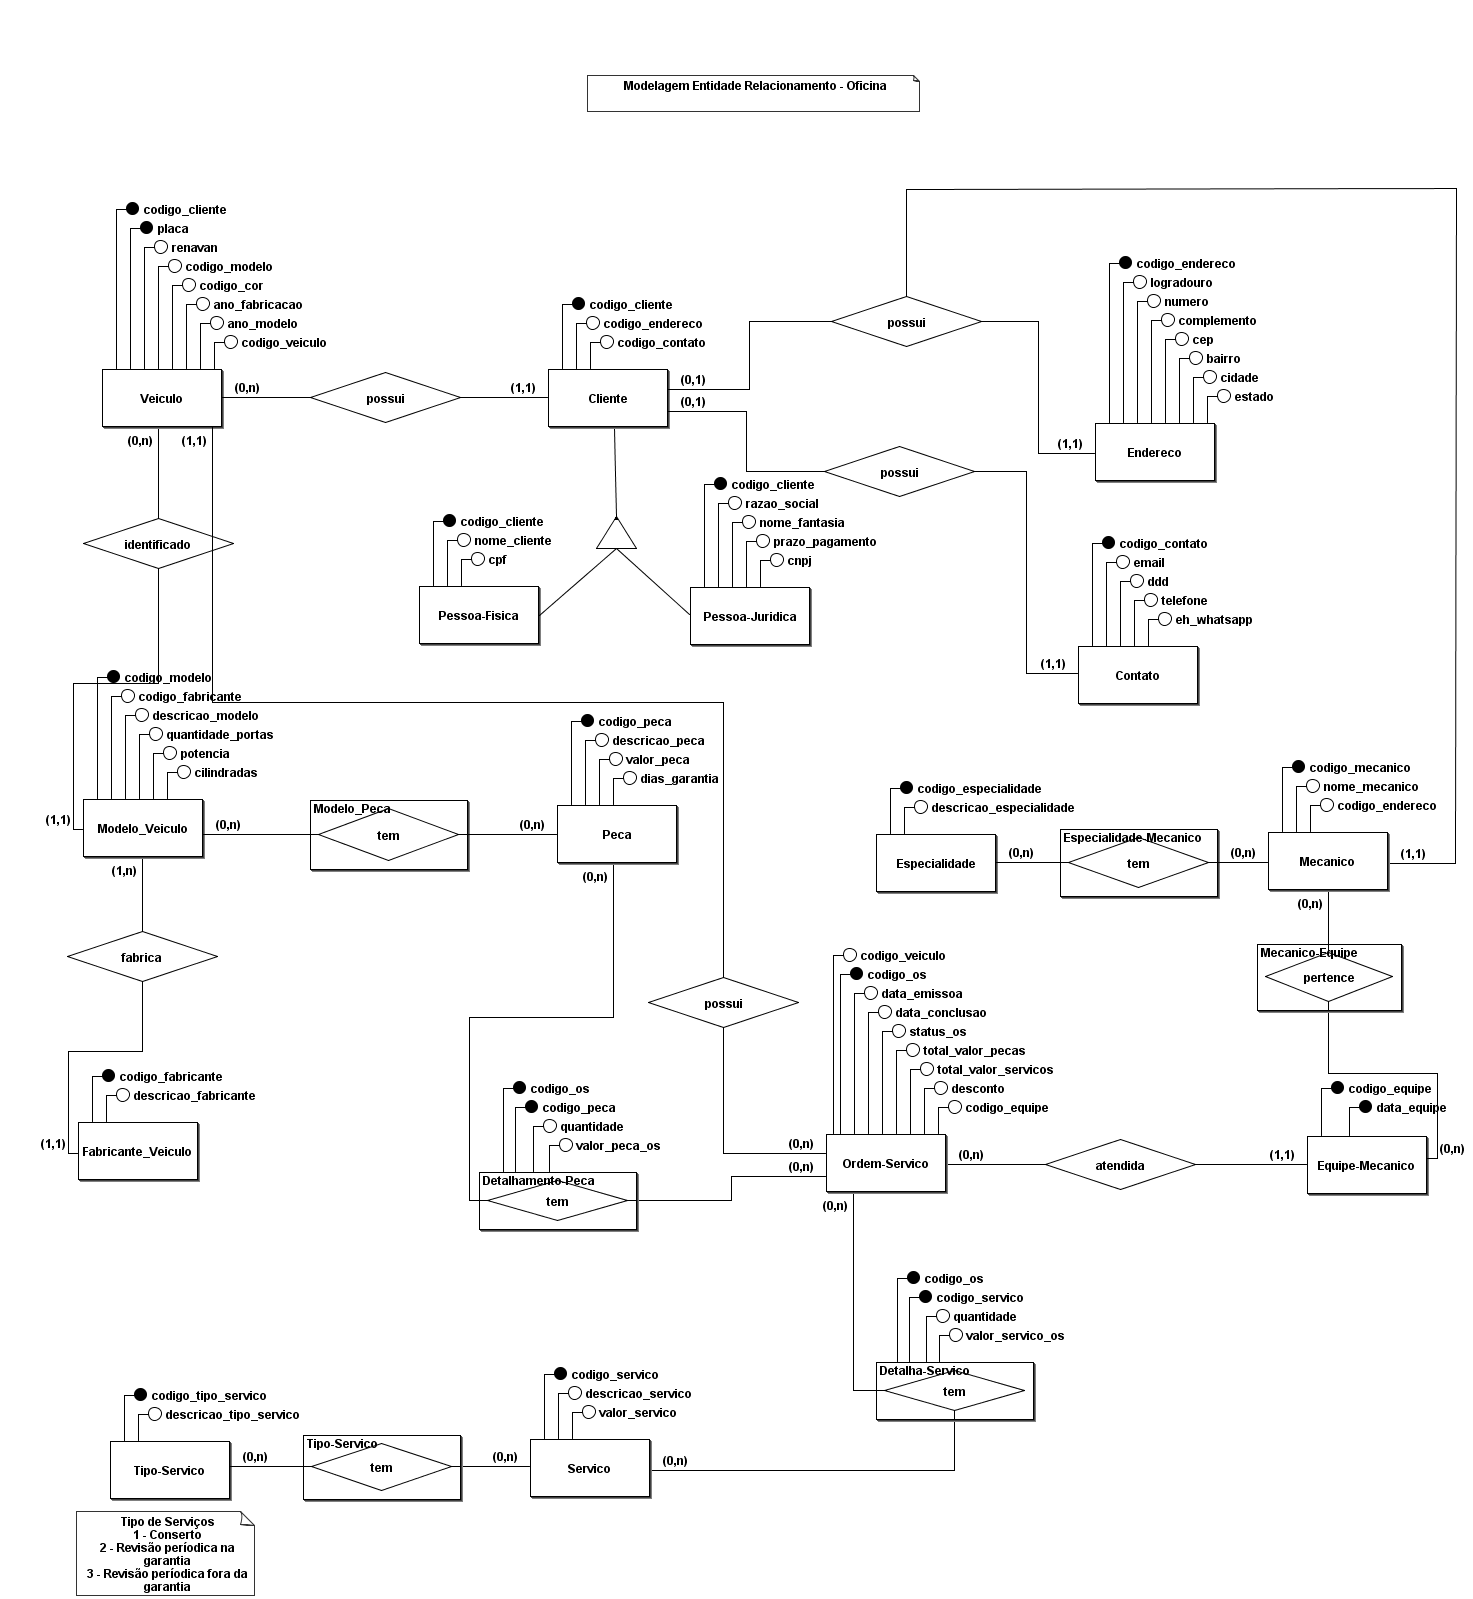 Modelagem Entidade Relacionamento - Oficina
codigo_cliente
placa
renavan
codigo_modelo
codigo_cor
ano_fabricacao
ano_modelo
codigo_veiculo
Veiculo
(0,n)
possui
(1,1)
(0,n)
(1,1)
codigo_cliente
codigo_endereco
codigo_contato
Cliente
(0,1)
(0,1)
possui
codigo_endereco
logradouro
numero
complemento
cep
bairro
cidade
estado
(1,1)
Endereco
possui
identificado
codigo_cliente
nome_cliente
cpf
Pessoa-Fisica
codigo_cliente
razao_social
nome_fantasia
prazo_pagamento
cnpj
Pessoa-Juridica
codigo_contato
email
ddd
telefone
eh_whatsapp
(1,1)
Contato
codigo_modelo
codigo_fabricante
descricao_modelo
quantidade_portas
potencia
cilindradas
(1,1)
Modelo_Veiculo
(0,n)
(1,n)
Modelo_Peca
tem
(0,n)
codigo_peca
descricao_peca
valor_peca
dias_garantia
Peca
(0,n)
codigo_especialidade
descricao_especialidade
Especialidade
(0,n)
Especialidade-Mecanico
tem
(0,n)
codigo_mecanico
nome_mecanico
codigo_endereco
Mecanico
(1,1)
(0,n)
fabrica
possui
Mecanico-Equipe
pertence
codigo_veiculo
codigo_os
data_emissoa
data_conclusao
status_os
total_valor_pecas
total_valor_servicos
desconto
codigo_equipe
(0,n)
(0,n)
Ordem-Servico
(0,n)
(0,n)
atendida
(1,1)
codigo_equipe
data_equipe
Equipe-Mecanico
(0,n)
codigo_fabricante
descricao_fabricante
(1,1)
Fabricante_Veiculo
codigo_os
codigo_peca
quantidade
valor_peca_os
Detalhamento-Peca
tem
codigo_os
codigo_servico
quantidade
valor_servico_os
Detalha-Servico
tem
codigo_tipo_servico
descricao_tipo_servico
Tipo-Servico
(0,n)
Tipo-Servico
tem
(0,n)
codigo_servico
descricao_servico
valor_servico
Servico
(0,n)
Tipo de Serviços
1 - Conserto
2 - Revisão períodica na
garantia
3 - Revisão períodica fora da
garantia